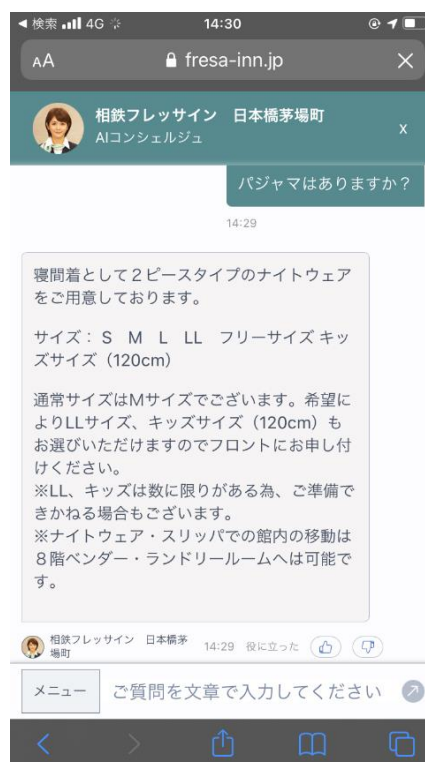 ◀検索 4G 14:30
AA fresa-inn.jp
相鉄フレッサイン 日本橋茅場町
AIコンシェルジュ
x
パジャマはありますか？
14:29
寝間着として２ピースタイプのナイトウェア
をご用意しております。
サイズ： S M L LL フリーサイズ キッ
ズサイズ（120cm）
通常サイズはMサイズでございます。希望に
よりLLサイズ、キッズサイズ（120cm）も
お選びいただけますのでフロントにお申し付
けください。
※LL、キッズは数に限りがある為、ご準備で
きかねる場合もございます。
※ナイトウェア・スリッパでの館内の移動は
８階ベンダー・ランドリールームへは可能で
す。
相鉄フレッサイン 日本橋茅
場町
14:29 役に立った
メニュー ご質問を文章で入力してください